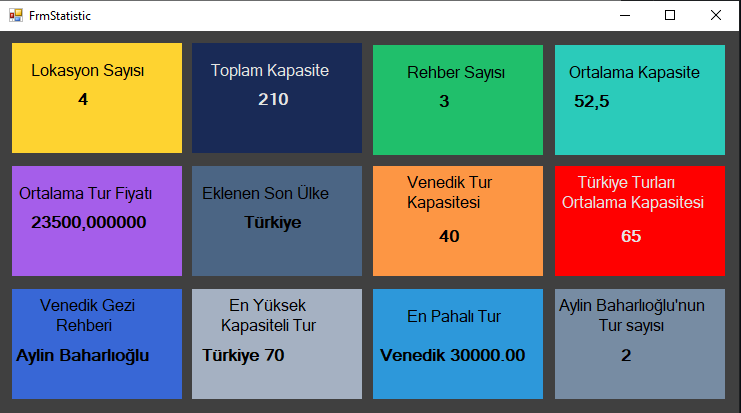 FrmStatistic
Lokasyon Sayısı
4
Toplam Kapasite
210
Rehber Sayısı
3
Ortalama Kapasite
52,5
Ortalama Tur Fiyatı
23500,000000
Eklenen Son Ülke
Türkiye
Venedik Tur
Kapasitesi
40
Türkiye Turları
Ortalama Kapasitesi
65
Venedik Gezi
Rehberi
Aylin Baharlıoğlu
En Yüksek
Kapasiteli Tur
Türkiye 70
En Pahalı Tur
Venedik 30000.00
Aylin Baharlıoğlu'nun
Tur sayısı
2